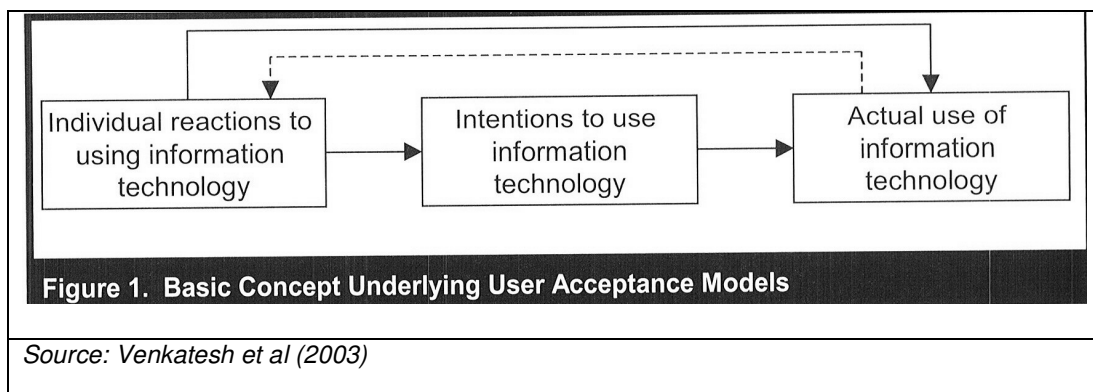 Individual reactions to
using information
technology
Intentions to use
information
technology
Actual use of
information
technology
Figure 1. Basic Concept Underlying User Acceptance Models
Source: Venkatesh et al (2003)